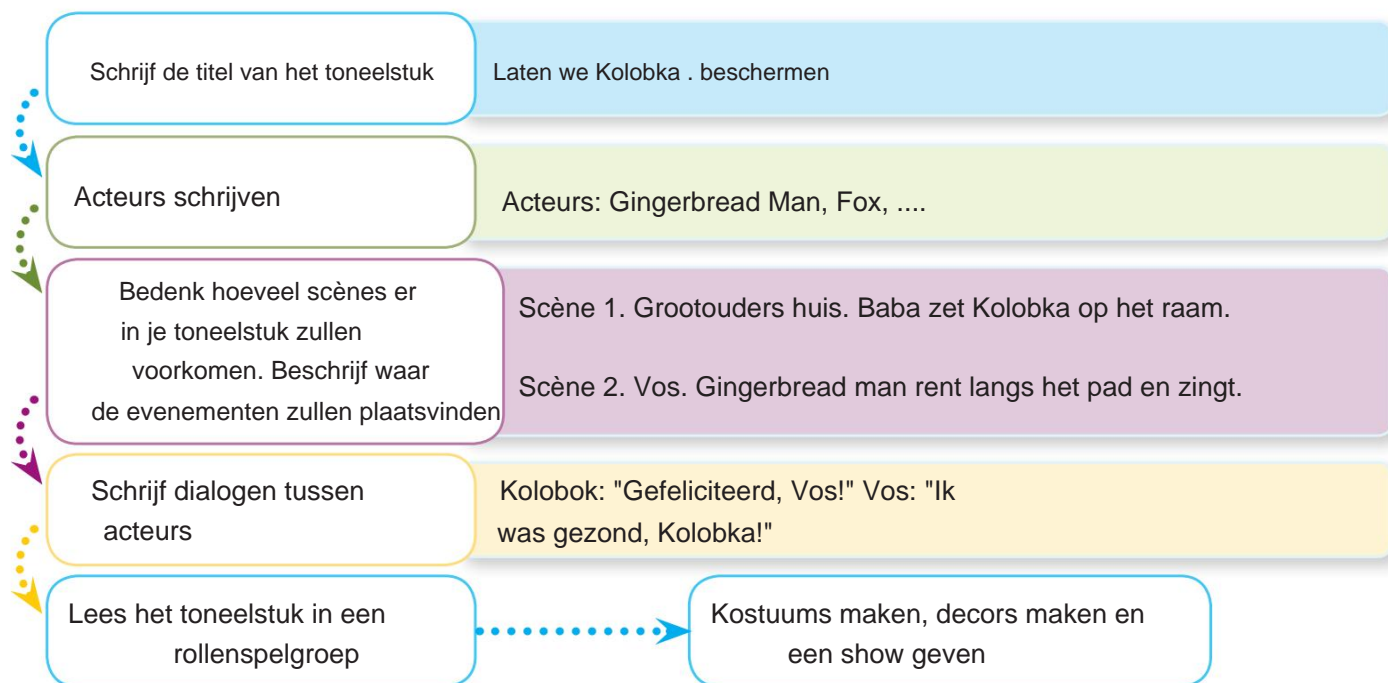 Schrijf de titel van het toneelstuk
Laten we Kolobka . beschermen
Acteurs schrijven
Acteurs: Gingerbread Man, Fox, ....
Bedenk hoeveel scènes er
in je toneelstuk zullen
voorkomen. Beschrijf waar
de evenementen zullen plaatsvinden
Scène 1. Grootouders huis. Baba zet Kolobka op het raam.
Scène 2. Vos. Gingerbread man rent langs het pad en zingt.
Schrijf dialogen tussen
acteurs
Kolobok: "Gefeliciteerd, Vos!" Vos: "Ik
was gezond, Kolobka!"
Lees het toneelstuk in een
rollenspelgroep
Kostuums maken, decors maken en
een show geven